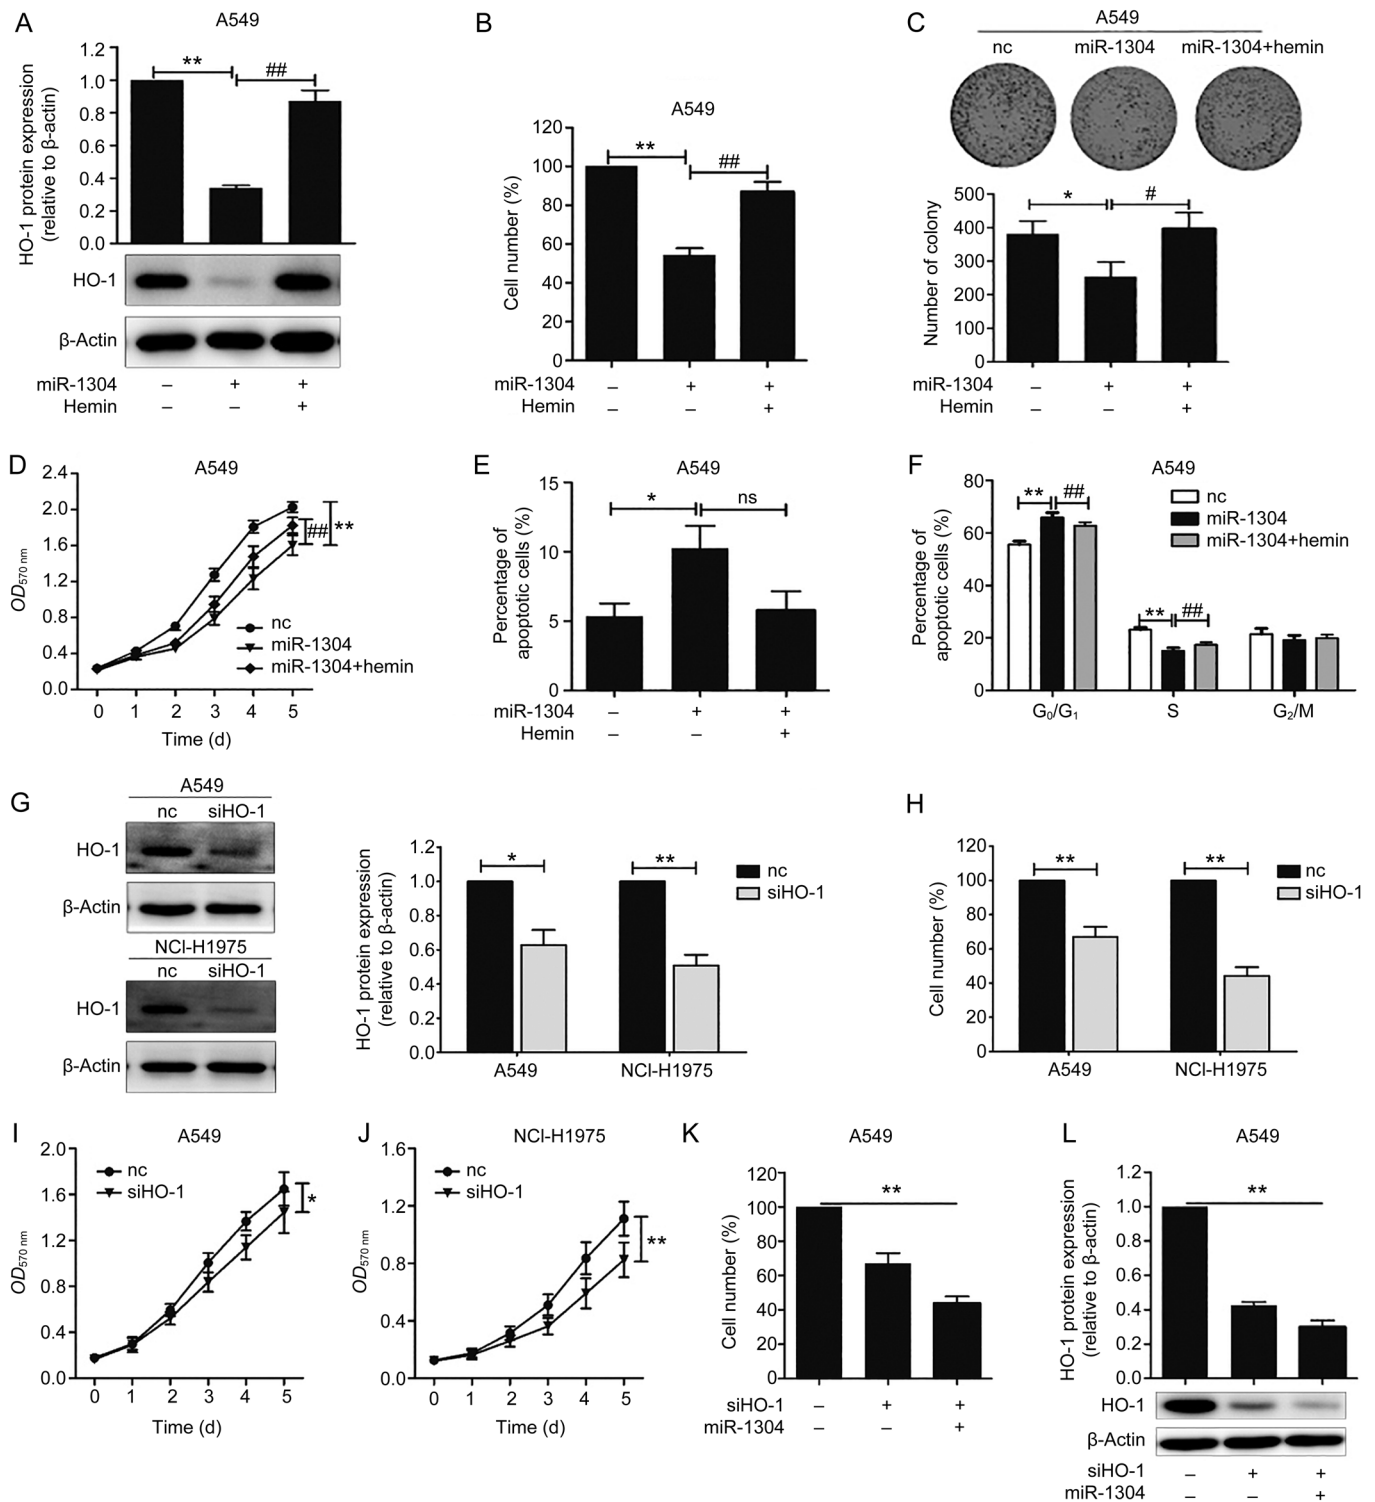 A
A549
HO-1 protein expression
(relative to β-actin)
1.2
1.0
0.8
0.6
0.4
0.2
0.0
**
##
HO-1
β-Actin
miR-1304 – + +
Hemin – – +
B
A549
Cell number (%)
120
100
80
60
40
20
0
**
##
miR-1304 – + +
Hemin – – +
C
A549
nc miR-1304 miR-1304+hemin
Number of colony
500
400
300
200
100
0
*
#
miR-1304 – + +
Hemin – – +
D
A549
OD570 nm
2.4
2.0
1.6
1.2
0.8
0.4
0.0
##
**
nc
miR-1304
miR-1304+hemin
0 1 2 3 4 5
Time (d)
E
A549
Percentage of
apoptotic cells (%)
15
10
5
0
*
ns
miR-1304 – + +
Hemin – – +
F
A549
Percentage of
apoptotic cells (%)
80
60
40
20
0
**
##
**
##
nc
miR-1304
miR-1304+hemin
G0/G1 S G2/M
G
A549
nc siHO-1
HO-1
β-Actin
NCI-H1975
nc siHO-1
HO-1
β-Actin
HO-1 protein expression
(relative to β-actin)
1.2
1.0
0.8
0.6
0.4
0.2
0.0
*
**
nc
siHO-1
A549 NCI-H1975
H
Cell number (%)
120
100
80
60
40
20
0
**
**
nc
siHO-1
A549 NCI-H1975
I
A549
OD570 nm
2.0
1.6
1.2
0.8
0.4
0.0
nc
siHO-1
*
0 1 2 3 4 5
Time (d)
J
NCI-H1975
OD570 nm
1.6
1.2
0.8
0.4
0.0
nc
siHO-1
**
0 1 2 3 4 5
Time (d)
K
A549
Cell number (%)
120
100
80
60
40
20
0
**
siHO-1 – + +
miR-1304 – – +
L
A549
HO-1 protein expression
(relative to β-actin)
1.2
1.0
0.8
0.6
0.4
0.2
0.0
**
HO-1
β-Actin
siHO-1 – + +
miR-1304 – – +